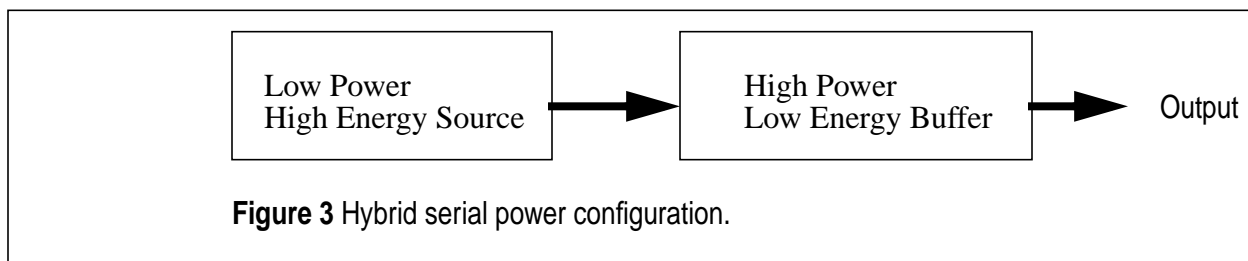 Low Power
High Energy Source
High Power
Low Energy Buffer
Output
Figure 3 Hybrid serial power configuration.